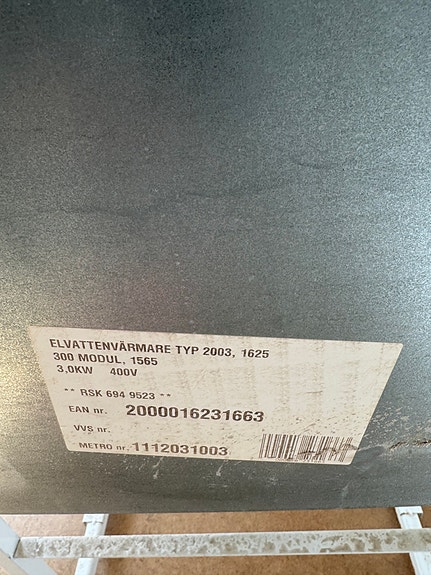 ELVATTENVÄRMARE TYP 2003, 1625
300 MODUL, 1565
3,0KW 400V
** RSK 694 9523 **
EAN nr. 2000016231663
VVS nr.
METRO nr. 1112031003